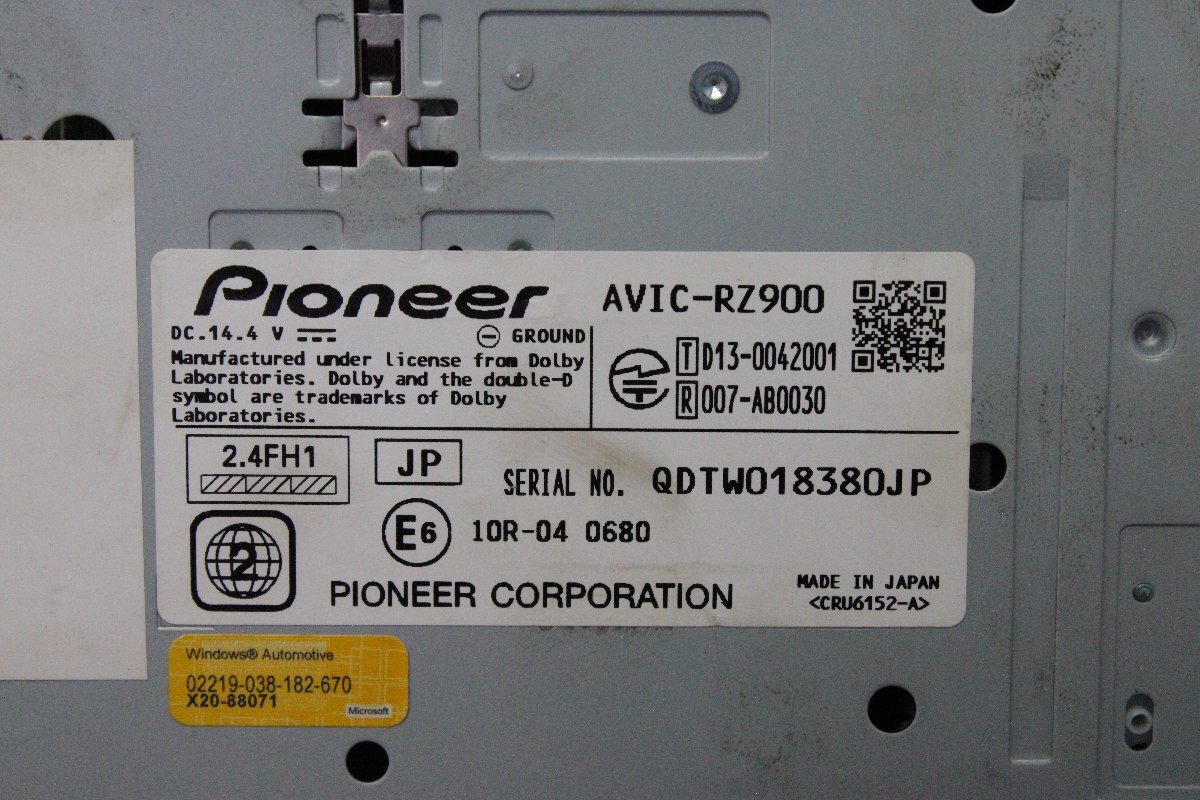 Pioneer
AVIC-RZ900
DC.14.4 V
GROUND
Manufactured under license from Dolby
Laboratories. Dolby and the double-D
symbol are trademarks of Dolby
Laboratories.
T D13-0042001
R 007-AB0030
2.4FH1
JP
SERIAL NO. QDTW018380JP
2
E6 10R-04 0680
PIONEER CORPORATION
MADE IN JAPAN
<CRU6152-A>
Windows® Automotive
02219-038-182-670
X20-88071
Microsoft